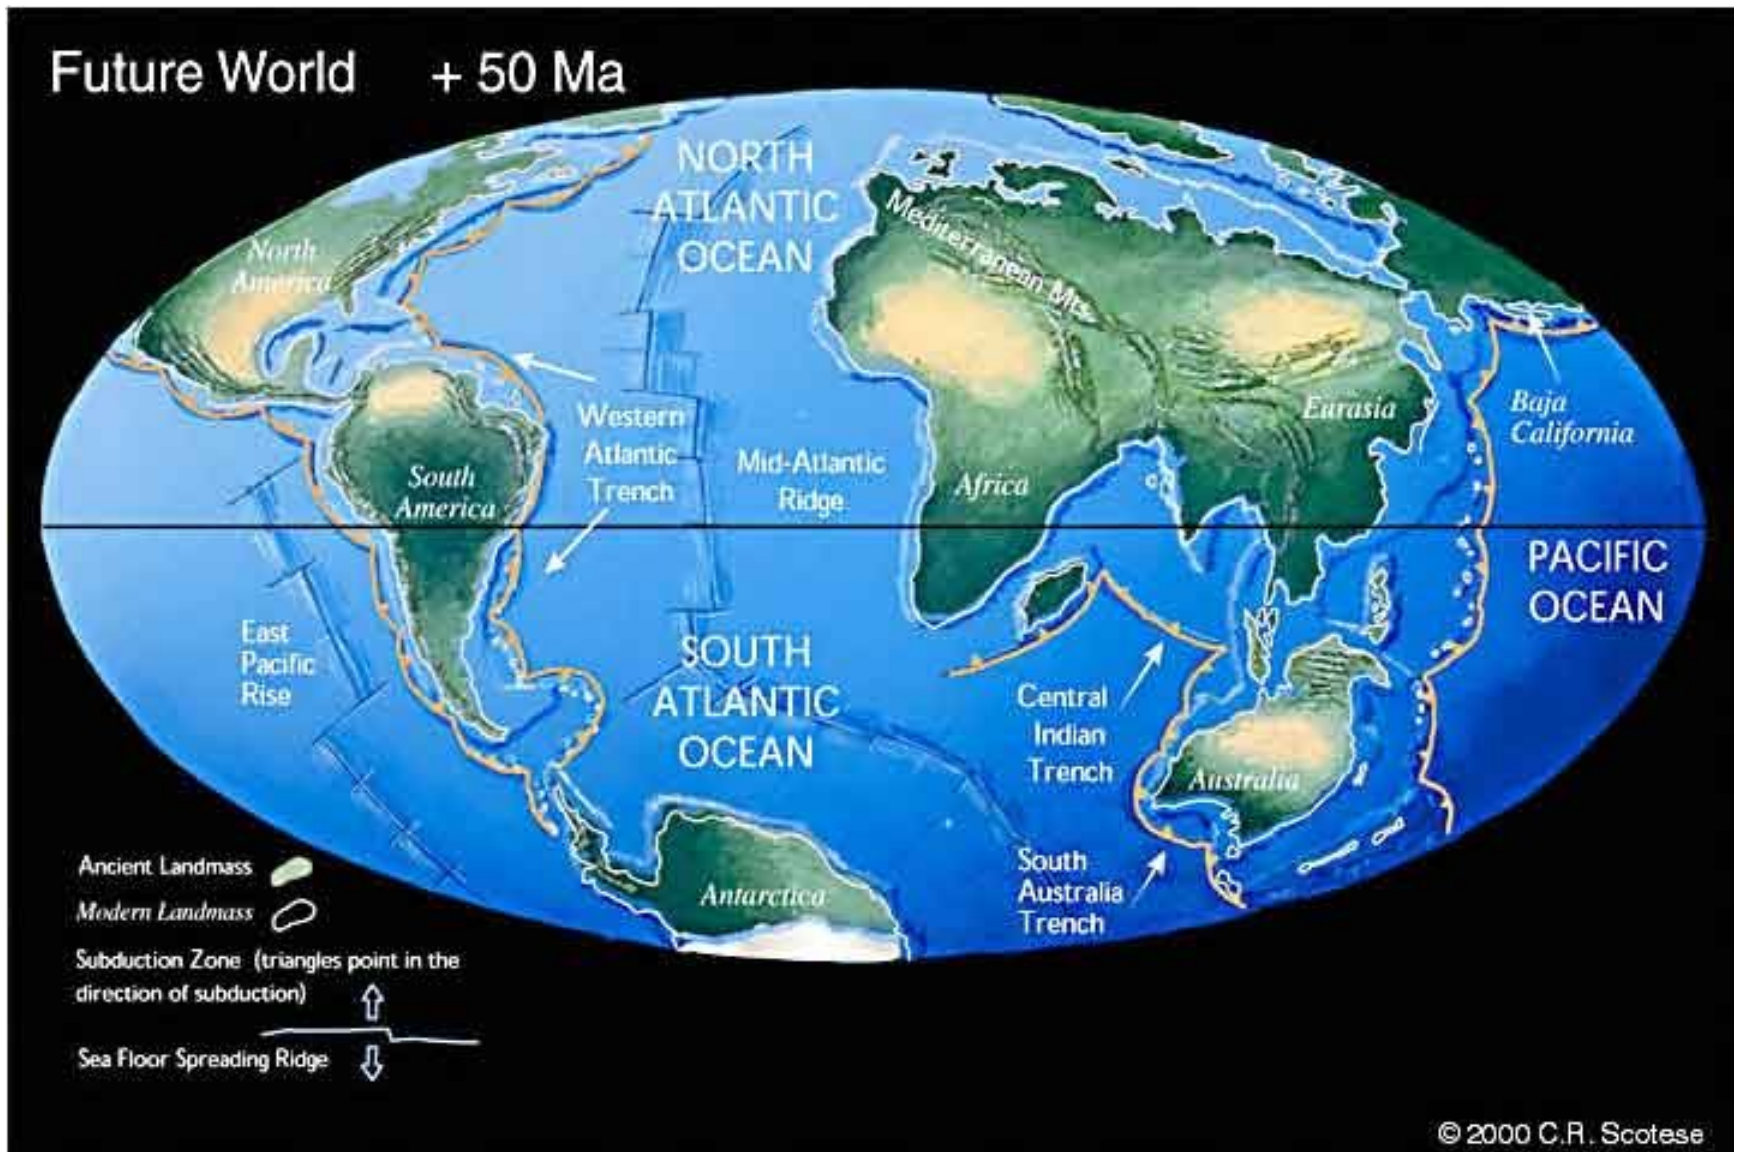 Future World + 50 Ma
NORTH
ATLANTIC
OCEAN
North
America
Mediterranean Mts.
Western
Atlantic
Trench
Mid-Atlantic
Ridge
South
America
Africa
Eurasia
Baja
California
PACIFIC
OCEAN
East
Pacific
Rise
SOUTH
ATLANTIC
OCEAN
Central
Indian
Trench
Australia
South
Australia
Trench
Antarctica
Ancient Landmass
Modern Landmass
Subduction Zone (triangles point in the
direction of subduction)
Sea Floor Spreading Ridge
© 2000 C.R. Scotese